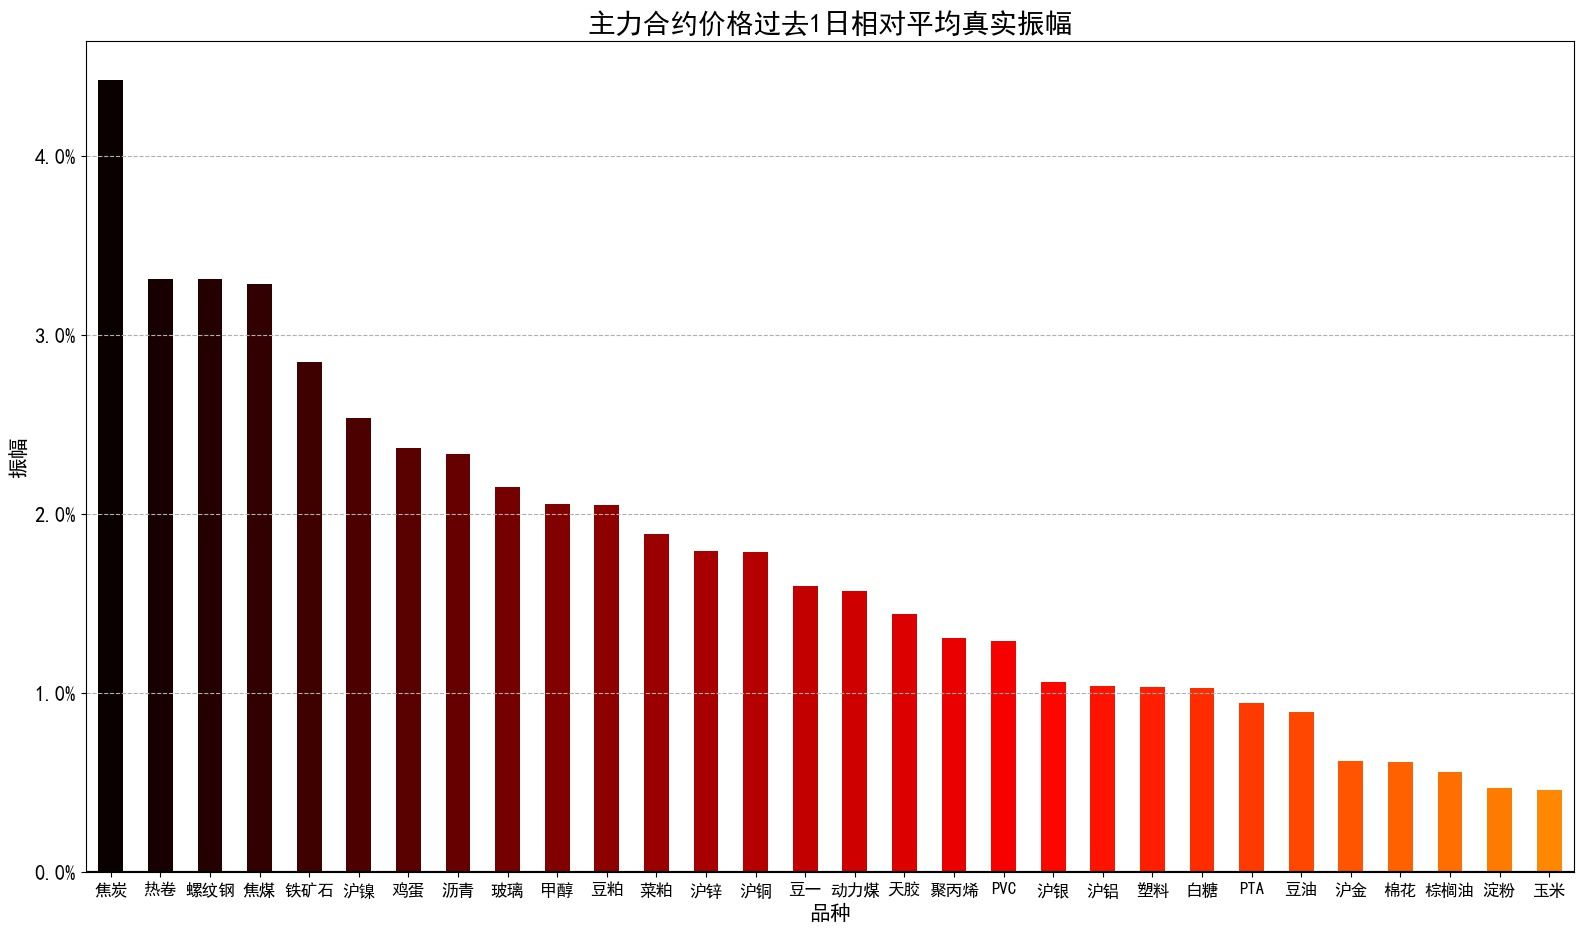 主力合约价格过去1日相对平均真实振幅
振幅
4.0%
3.0%
2.0%
1.0%
0.0%
焦炭 热卷 螺纹钢 焦煤 铁矿石 沪镍 鸡蛋 沥青 玻璃 甲醇 豆粕 菜粕 沪锌 沪铜 豆一 动力煤 天胶 聚丙烯 PVC 沪银 沪铝 塑料 白糖 PTA 豆油 沪金 棉花 棕榈油 淀粉 玉米
品种